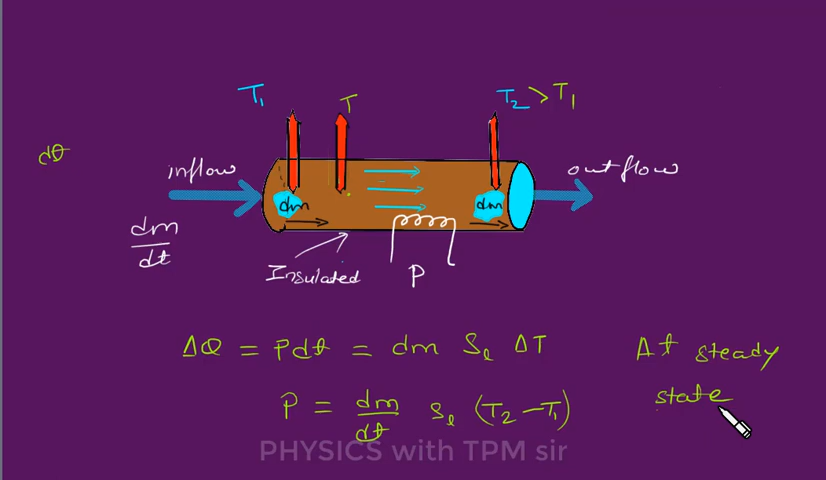 T₁
T
T₂ > T₁
dθ
inflow
outflow
dm
dm
dm/dt
Insulated
P
ΔQ = Pdt = dm Sℓ ΔT
At steady
P = dm/dt Sℓ (T₂ - T₁)
state
PHYSICS with TPM sir